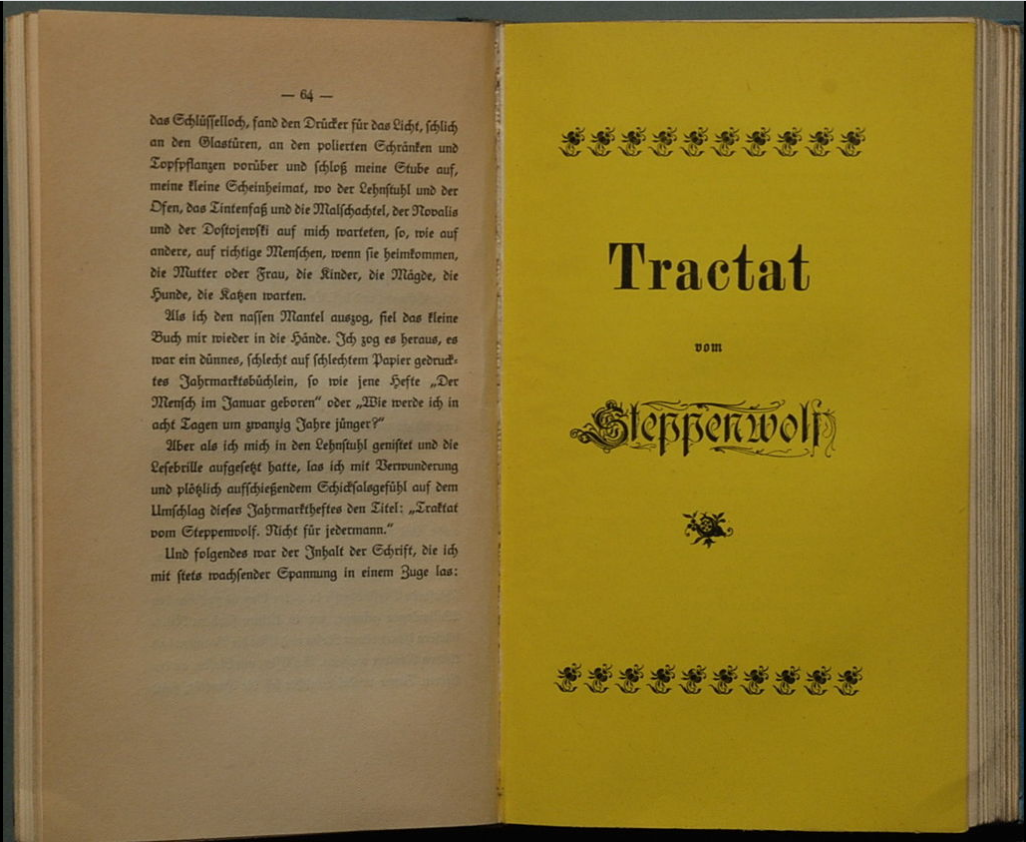 — 64 —
das Schlüsselloch, fand den Drücker für das Licht, schlich
an den Glastüren, an den polierten Schränken und
Topfpflanzen vorüber und schloß meine Stube auf,
meine kleine Scheinheimat, wo der Lehnstuhl und der
Ofen, das Tintenfaß und die Malschachtel, der Novalis
und der Dostojewski auf mich warteten, so, wie auf
andere, auf richtige Menschen, wenn sie heimkommen,
die Mutter oder Frau, die Kinder, die Mägde, die
Hunde, die Katzen warten.
Als ich den nassen Mantel auszog, fiel das kleine
Buch mir wieder in die Hände. Ich zog es heraus, es
war ein dünnes, schlecht auf schlechtem Papier gedruck-
tes Jahrmarktsbüchlein, so wie jene Hefte „Der
Mensch im Januar geboren“ oder „Wie werde ich in
acht Tagen um zwanzig Jahre jünger?“
Aber als ich mich in den Lehnstuhl genistet und die
Lesebrille aufgesetzt hatte, las ich mit Verwunderung
und plötzlich aufschießendem Schicksalsgefühl auf dem
Umschlag dieses Jahrmarktheftes den Titel: „Traktat
vom Steppenwolf. Nicht für jedermann.“
Und folgendes war der Inhalt der Schrift, die ich
mit stets wachsender Spannung in einem Zuge las:
Tractat
vom
Steppenwolf